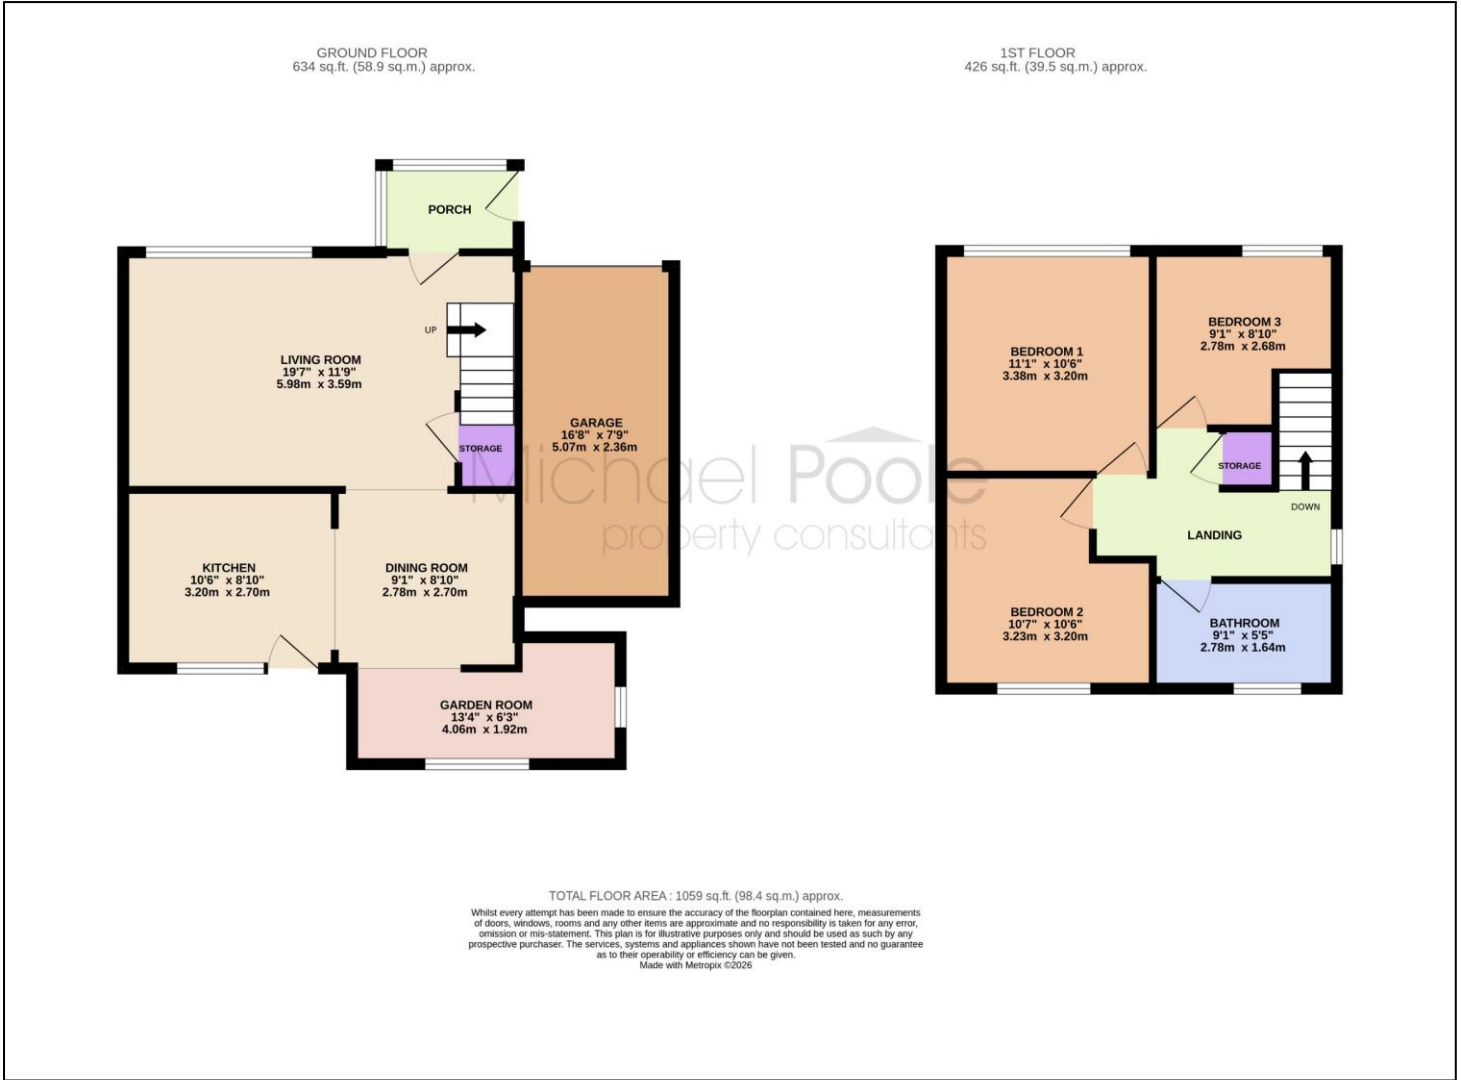 GROUND FLOOR
634 sq.ft. (58.9 sq.m.) approx.
1ST FLOOR
426 sq.ft. (39.5 sq.m.) approx.
PORCH
UP
LIVING ROOM
19'7" x 11'9"
5.98m x 3.59m
STORAGE
GARAGE
16'8" x 7'9"
5.07m x 2.36m
KITCHEN
10'6" x 8'10"
3.20m x 2.70m
DINING ROOM
9'1" x 8'10"
2.78m x 2.70m
GARDEN ROOM
13'4" x 6'3"
4.06m x 1.92m
BEDROOM 1
11'1" x 10'6"
3.38m x 3.20m
BEDROOM 3
9'1" x 8'10"
2.78m x 2.68m
STORAGE
DOWN
LANDING
BEDROOM 2
10'7" x 10'6"
3.23m x 3.20m
BATHROOM
9'1" x 5'5"
2.78m x 1.64m
Michael Poole
property consultants
TOTAL FLOOR AREA : 1059 sq.ft. (98.4 sq.m.) approx.
Whilst every attempt has been made to ensure the accuracy of the floorplan contained here, measurements
of doors, windows, rooms and any other items are approximate and no responsibility is taken for any error,
omission or mis-statement. This plan is for illustrative purposes only and should be used as such by any
prospective purchaser. The services, systems and appliances shown have not been tested and no guarantee
as to their operability or efficiency can be given.
Made with Metropix ©2026